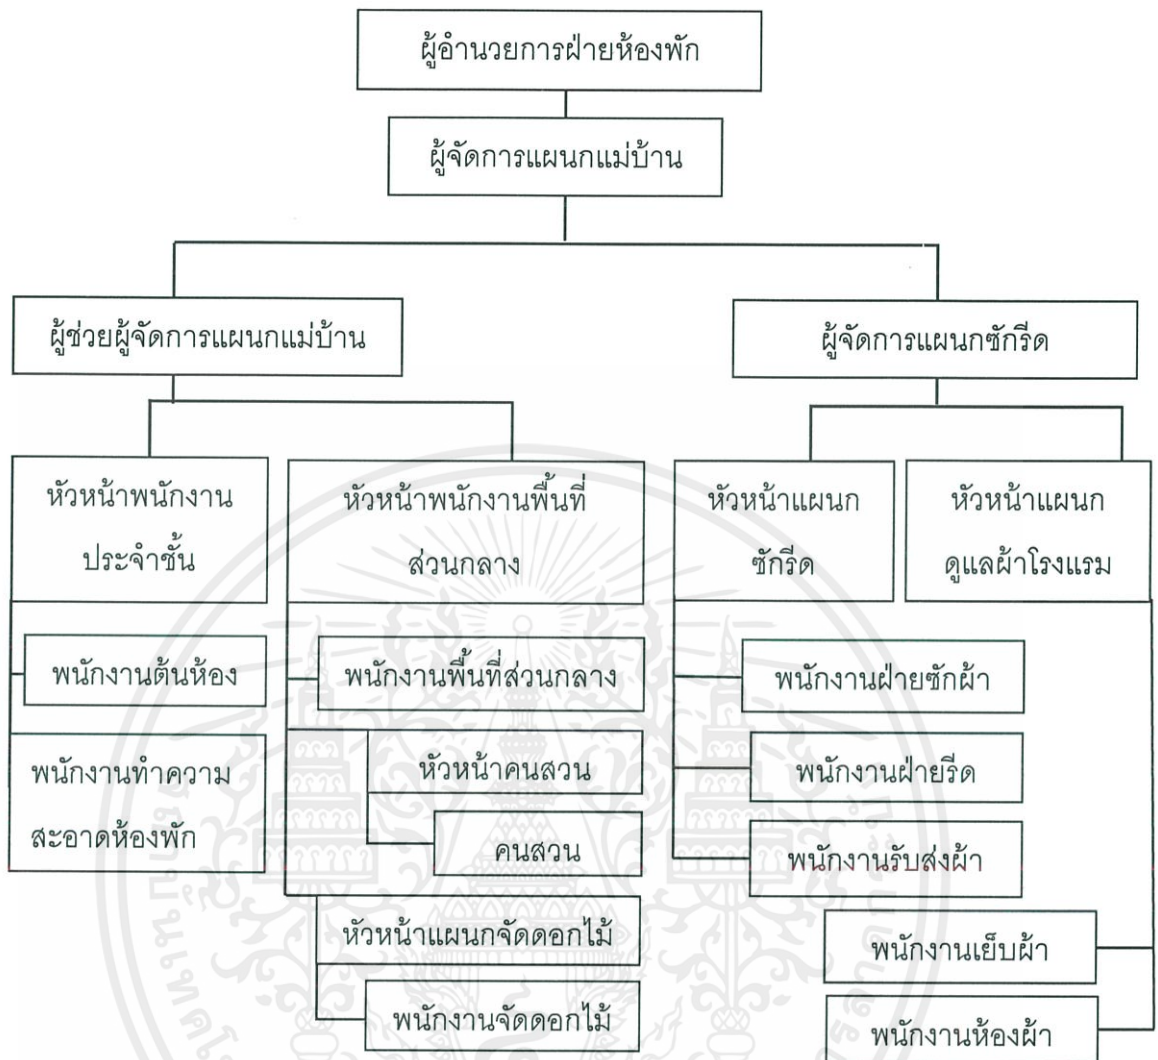 ผู้อำนวยการฝ่ายห้องพัก
ผู้จัดการแผนกแม่บ้าน
ผู้ช่วยผู้จัดการแผนกแม่บ้าน
ผู้จัดการแผนกซักรีด
หัวหน้าพนักงาน
ประจำชั้น
หัวหน้าพนักงานพื้นที่
ส่วนกลาง
หัวหน้าแผนก
ซักรีด
หัวหน้าแผนก
ดูแลผ้าโรงแรม
พนักงานต้นห้อง
พนักงานทำความ
สะอาดห้องพัก
พนักงานพื้นที่ส่วนกลาง
หัวหน้าคนสวน
คนสวน
หัวหน้าแผนกจัดดอกไม้
พนักงานจัดดอกไม้
พนักงานฝ่ายซักผ้า
พนักงานฝ่ายรีด
พนักงานรับส่งผ้า
พนักงานเย็บผ้า
พนักงานห้องผ้า